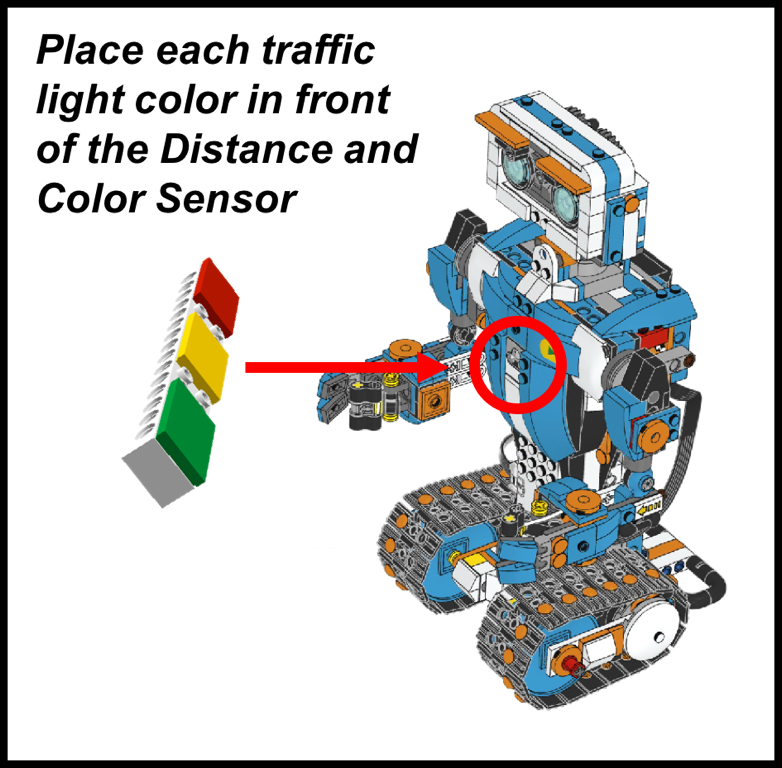 Place each traffic
light color in front
of the Distance and
Color Sensor